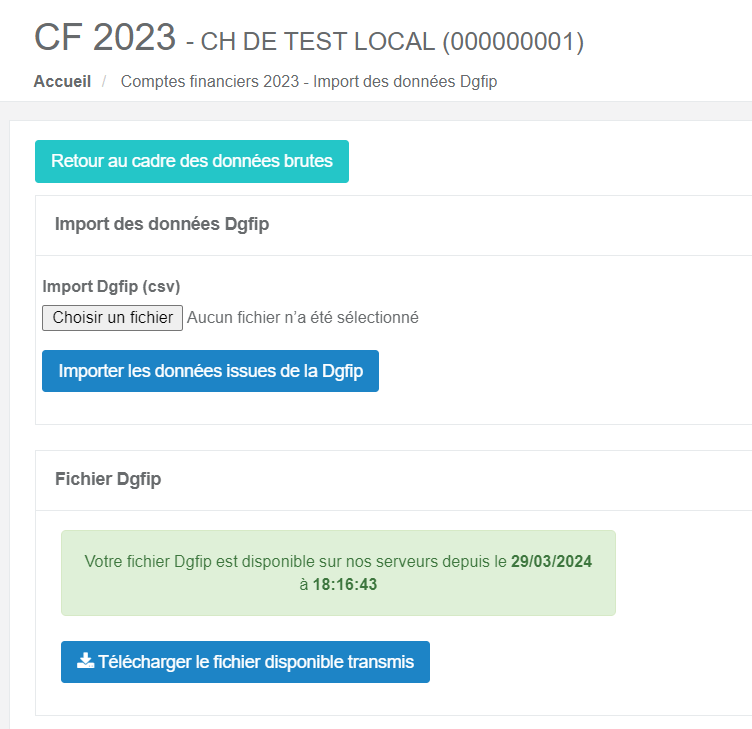 CF 2023 - CH DE TEST LOCAL (000000001)
Accueil / Comptes financiers 2023 - Import des données Dgfip
Retour au cadre des données brutes
Import des données Dgfip
Import Dgfip (csv)
Choisir un fichier Aucun fichier n’a été sélectionné
Importer les données issues de la Dgfip
Fichier Dgfip
Votre fichier Dgfip est disponible sur nos serveurs depuis le 29/03/2024
à 18:16:43
Télécharger le fichier disponible transmis